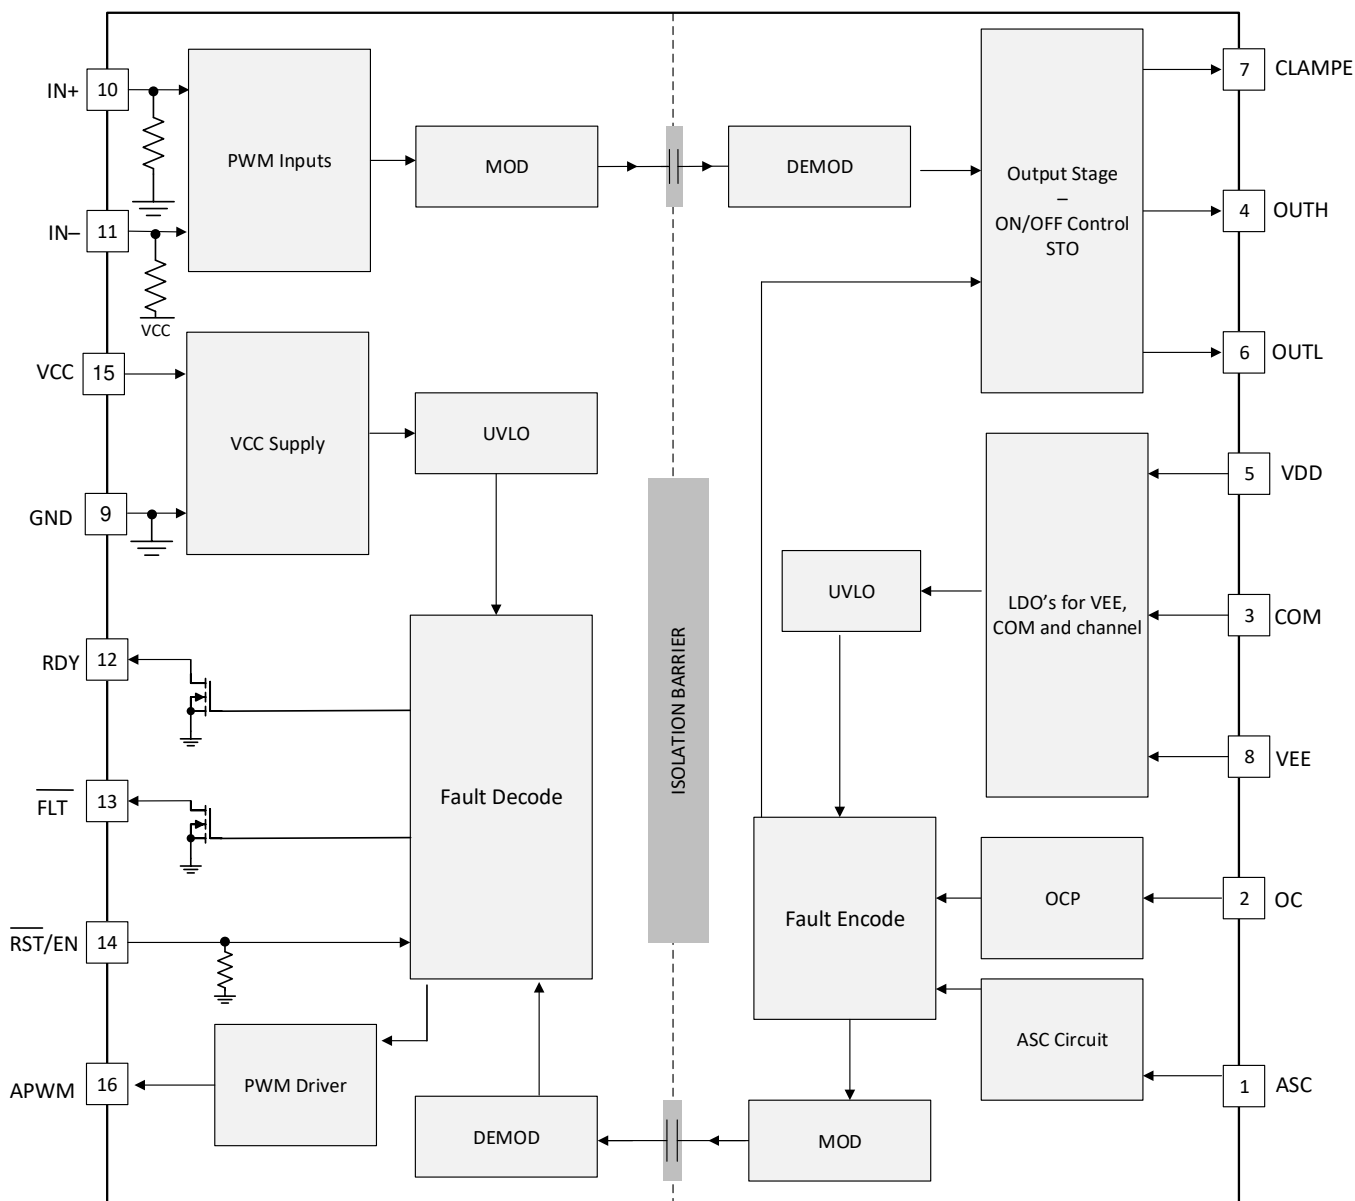 IN+
10
PWM Inputs
MOD
DEMOD
Output Stage
–
ON/OFF Control
STO
7
CLAMPE
IN–
11
VCC
4
OUTH
6
OUTL
VCC
15
VCC Supply
UVLO
GND
9
5
VDD
UVLO
LDO's for VEE,
COM and channel
3
COM
8
VEE
RDY
12
FLT
13
Fault Decode
ISOLATION BARRIER
RST/EN
14
Fault Encode
OCP
2
OC
ASC Circuit
1
ASC
APWM
16
PWM Driver
DEMOD
MOD